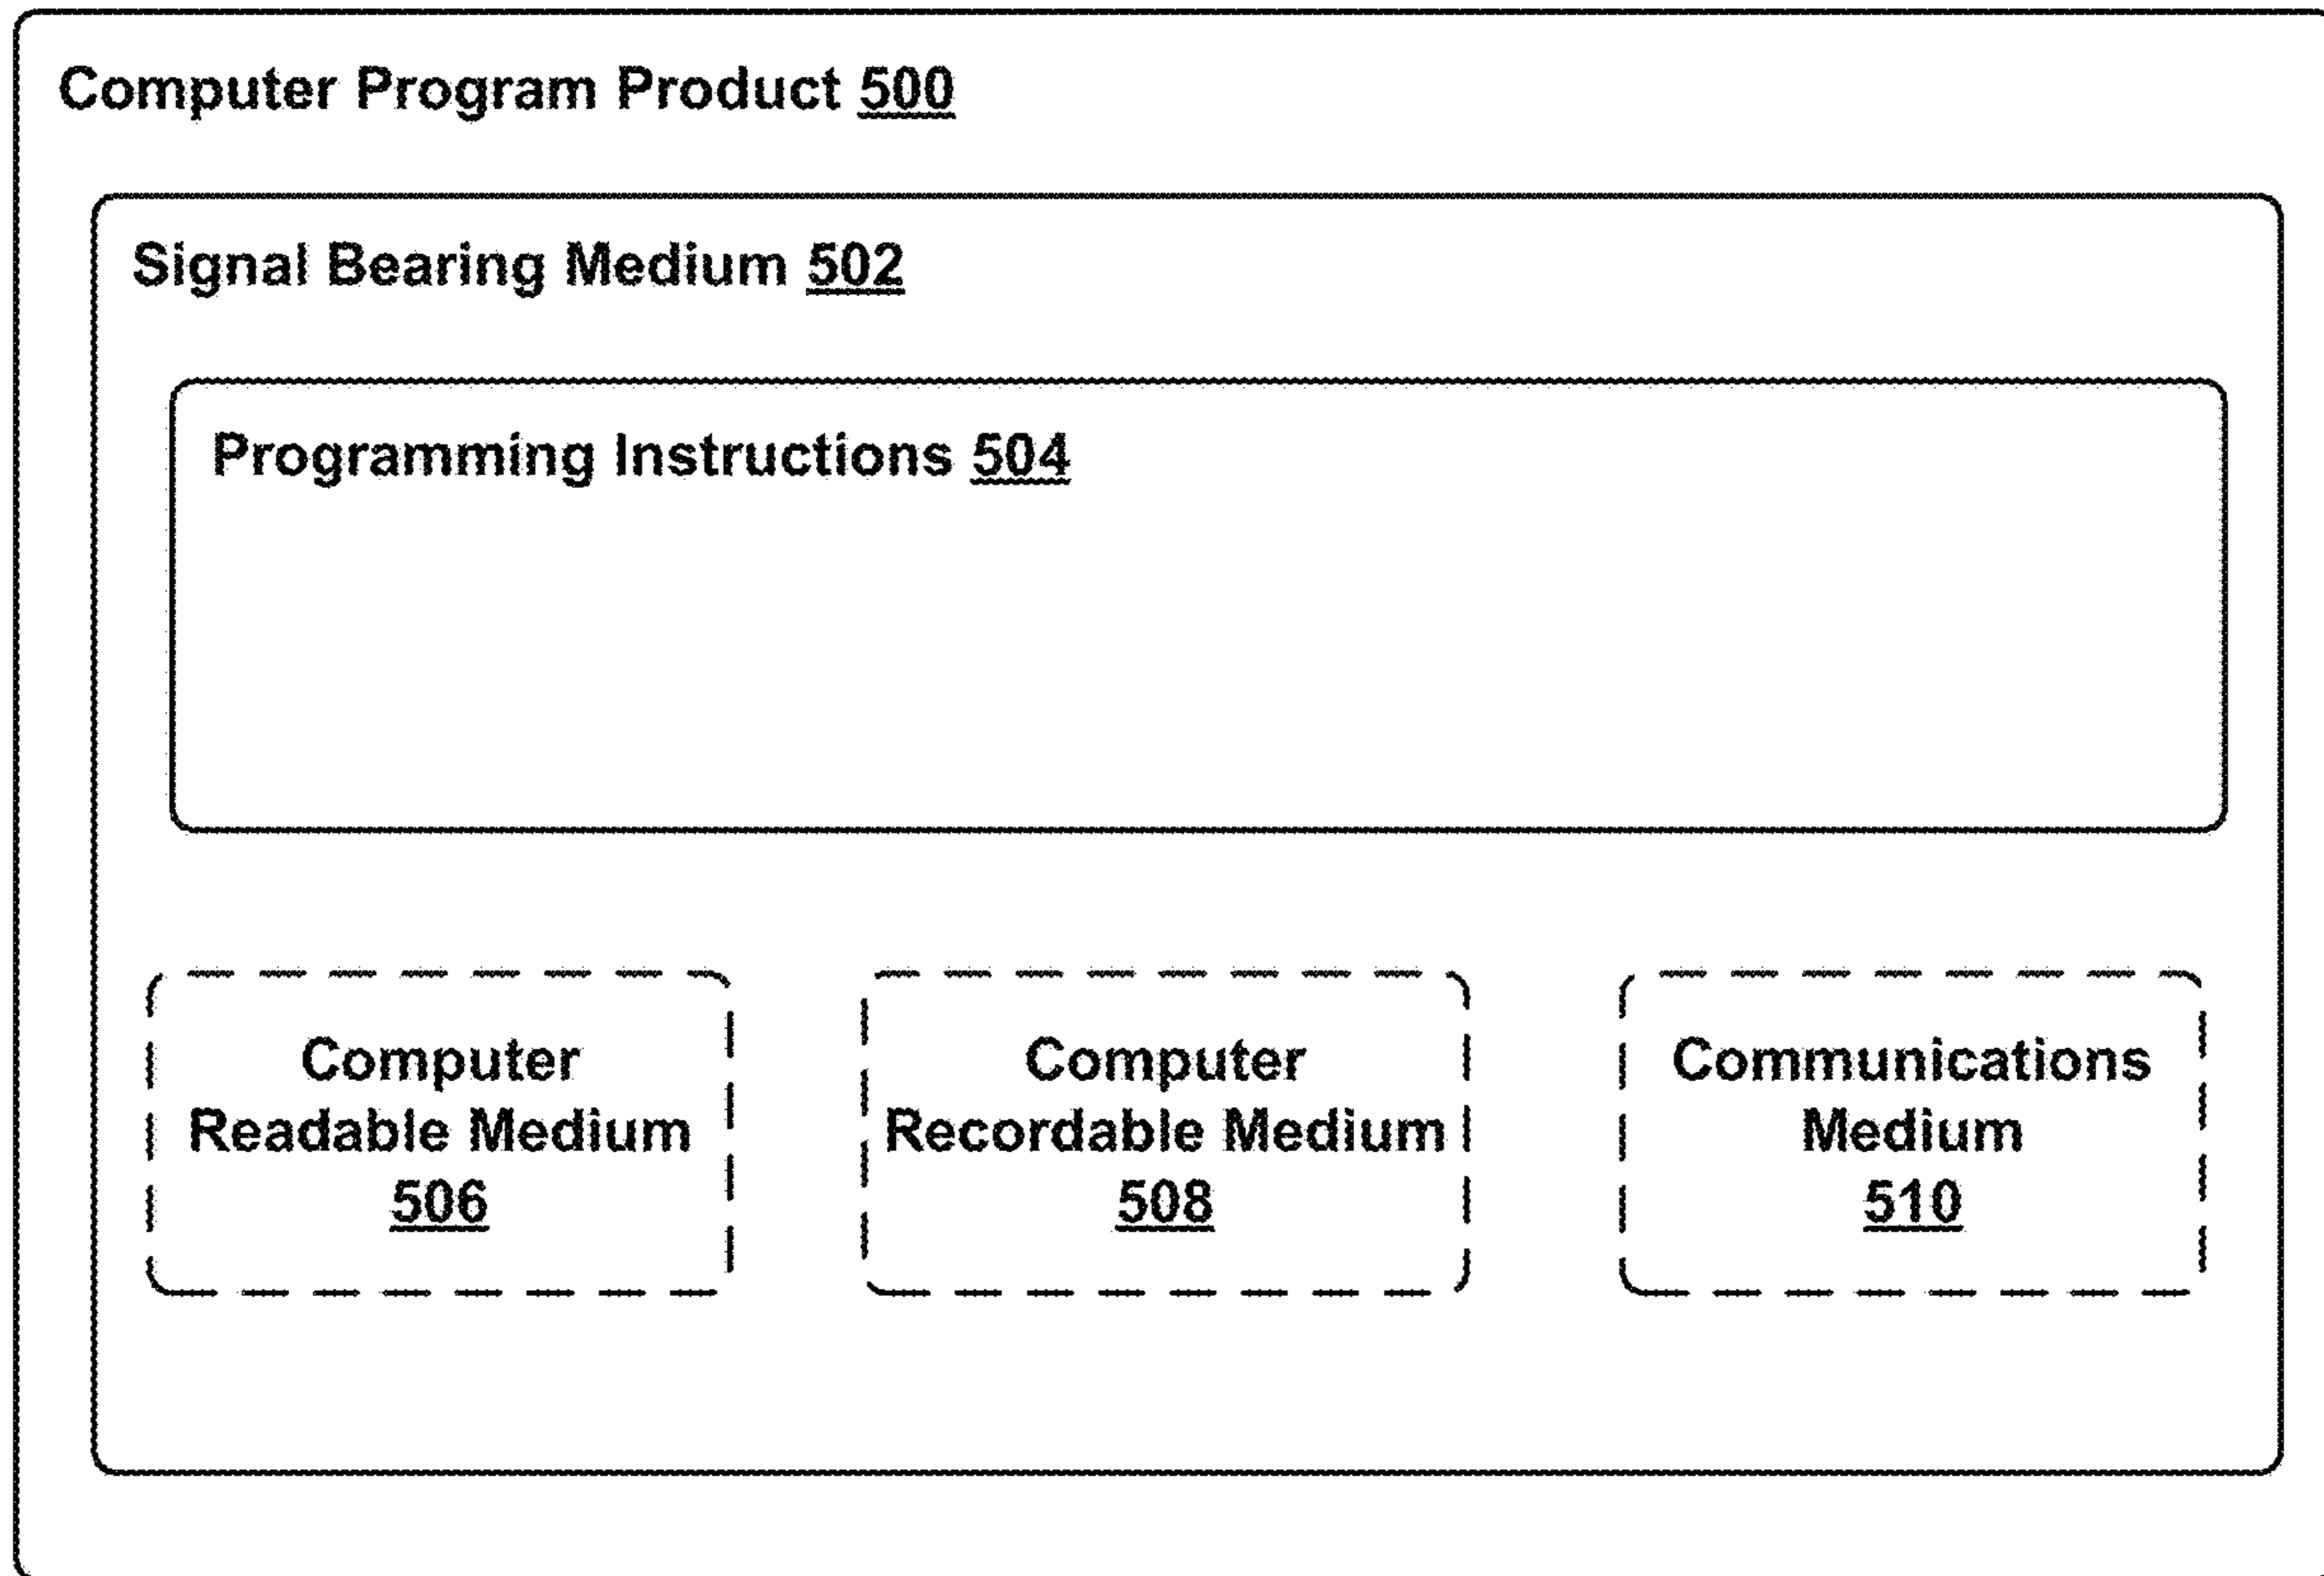 Computer Program Product 500
Signal Bearing Medium 502
Programming Instructions 504
Computer
Readable Medium
506
Computer
Recordable Medium
508
Communications
Medium
510